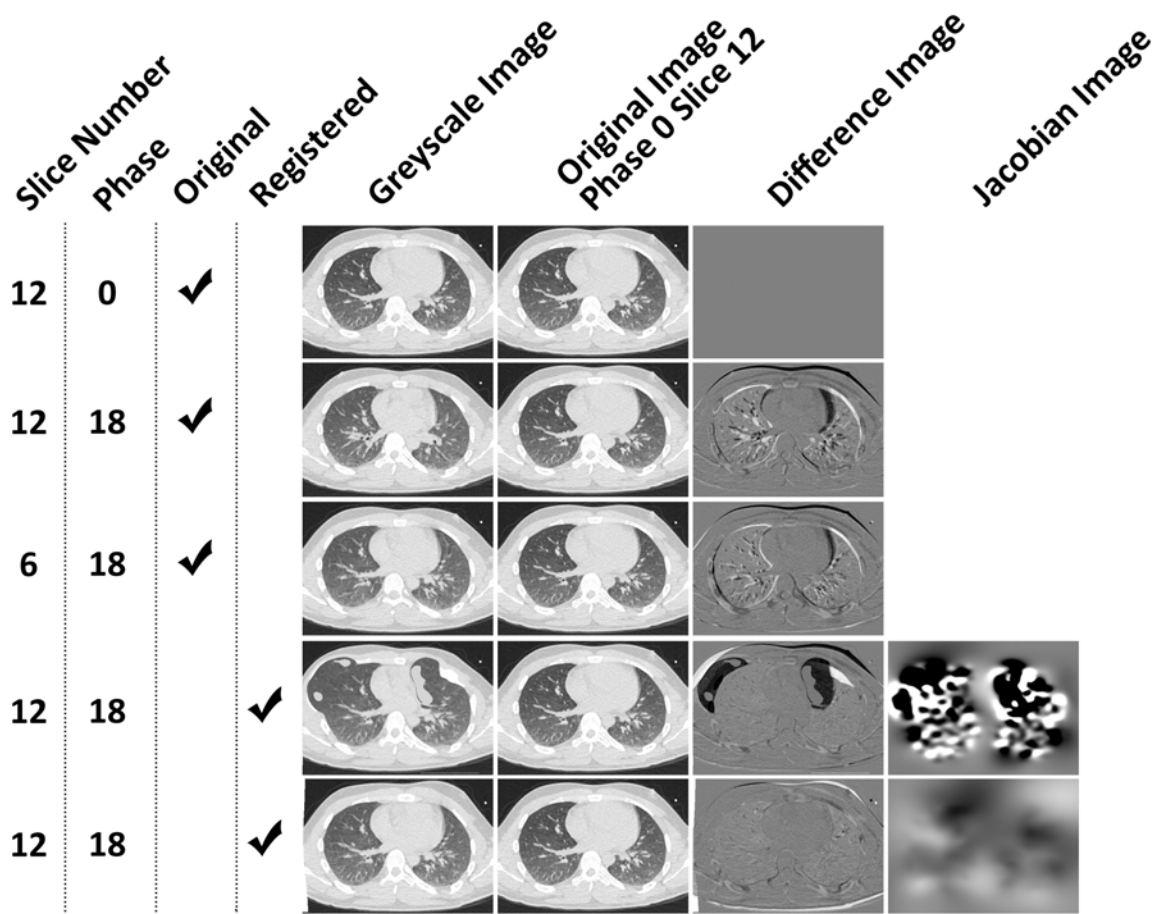 Slice Number
Phase
Original
Registered
Greyscale Image
Original Image
Phase 0 Slice 12
Difference Image
Jacobian Image
12 0 ✓
12 18 ✓
6 18 ✓
12 18 ✓
12 18 ✓